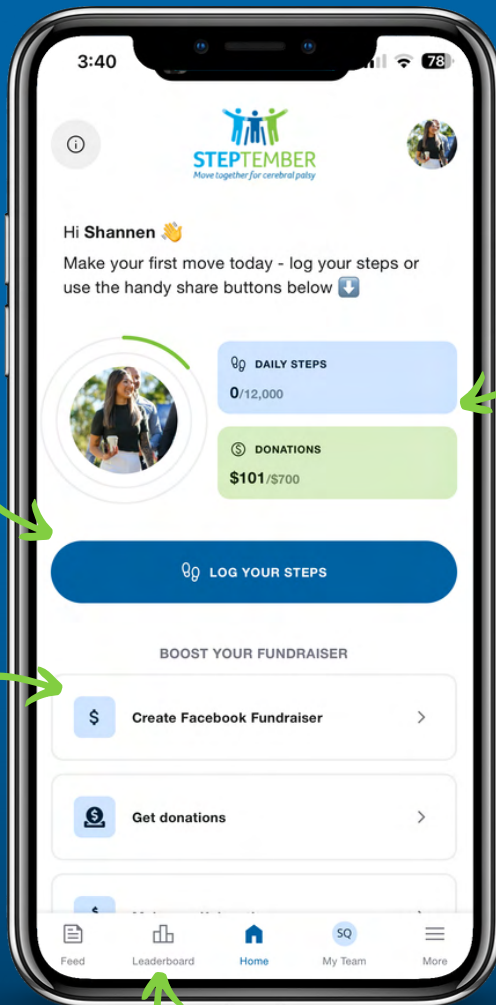 3:40
78
STEPTEMBER
Move together for cerebral palsy
Hi Shannen 👋
Make your first move today - log your steps or
use the handy share buttons below ⬇️
DAILY STEPS
0/12,000
DONATIONS
$101/$700
LOG YOUR STEPS
BOOST YOUR FUNDRAISER
$ Create Facebook Fundraiser
Get donations
SQ
Feed Leaderboard Home My Team More